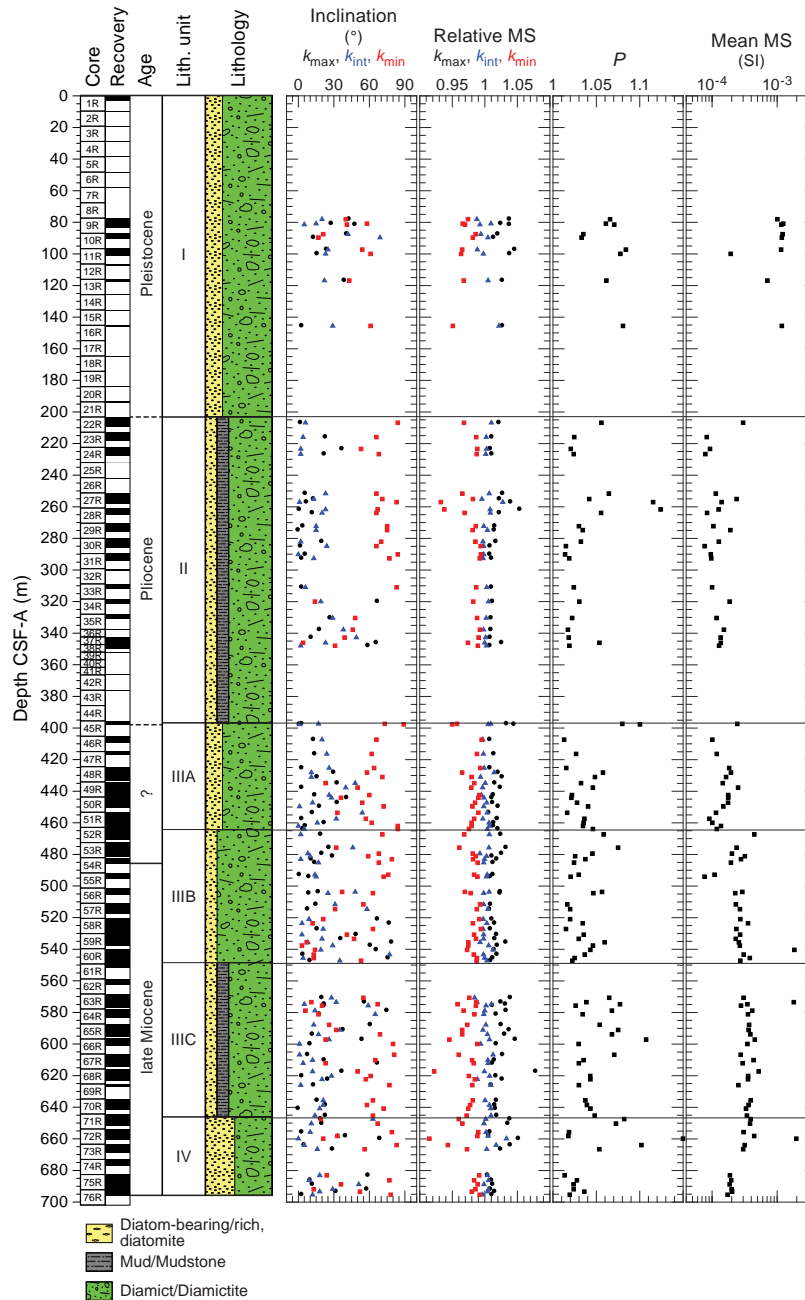 Core
Recovery
Age
Lith. unit
Lithology
Inclination
(°)
kmax, kint, kmin
Relative MS
kmax, kint, kmin
P
Mean MS
(SI)
0 30 60 90
0.95 1 1.05
1 1.05 1.1
10-4 10-3
Depth CSF-A (m)
0
20
40
60
80
100
120
140
160
180
200
220
240
260
280
300
320
340
360
380
400
420
440
460
480
500
520
540
560
580
600
620
640
660
680
700
1R
2R
3R
4R
5R
6R
7R
8R
9R
10R
11R
12R
13R
14R
15R
16R
17R
18R
19R
20R
21R
22R
23R
24R
25R
26R
27R
28R
29R
30R
31R
32R
33R
34R
35R
36R
37R
38R
39R
40R
41R
42R
43R
44R
45R
46R
47R
48R
49R
50R
51R
52R
53R
54R
55R
56R
57R
58R
59R
60R
61R
62R
63R
64R
65R
66R
67R
68R
69R
70R
71R
72R
73R
74R
75R
76R
Pleistocene
Pliocene
?
late Miocene
I
II
IIIA
IIIB
IIIC
IV
Diatom-bearing/rich,
diatomite
Mud/Mudstone
Diamict/Diamictite